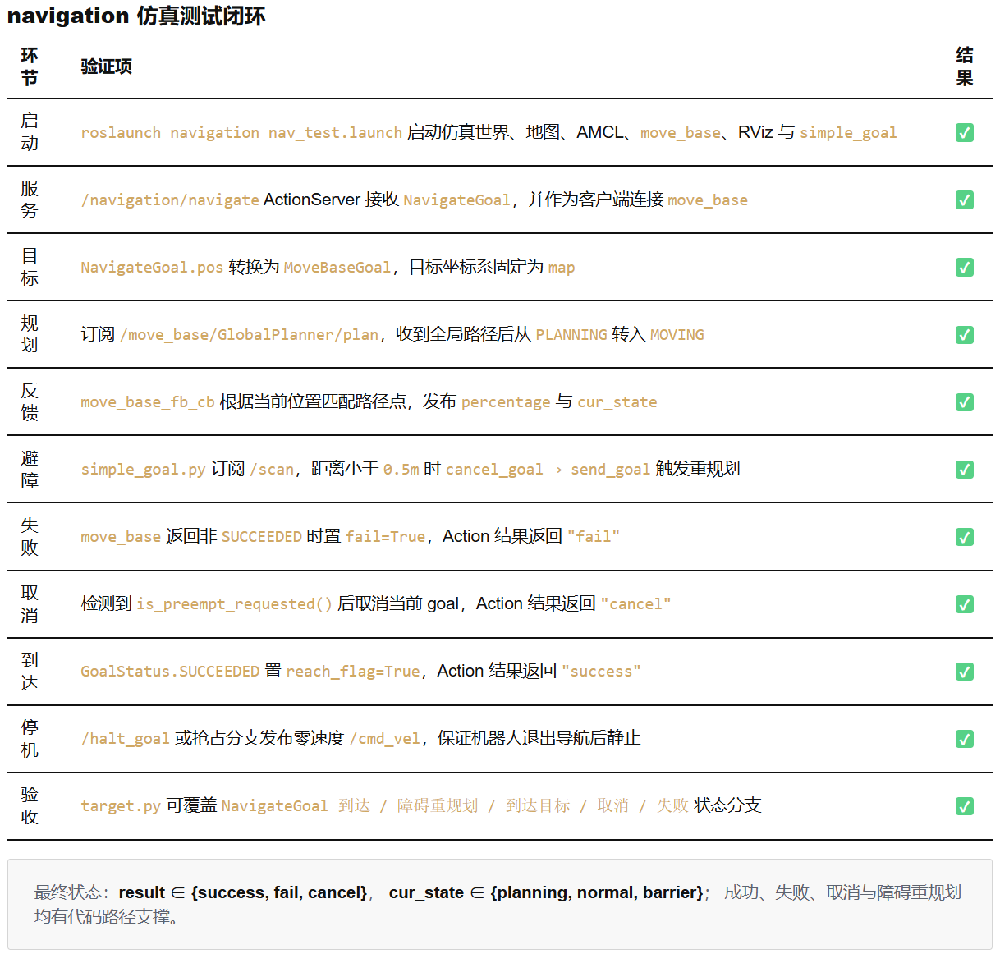 navigation 仿真测试闭环
环节 验证项 结果
启动 roslaunch navigation nav_test.launch 启动仿真世界、地图、AMCL、move_base、RViz 与 simple_goal ✅
服务 /navigation/navigate ActionServer 接收 NavigateGoal，并作为客户端连接 move_base ✅
目标 NavigateGoal.pos 转换为 MoveBaseGoal，目标坐标系固定为 map ✅
规划 订阅 /move_base/GlobalPlanner/plan，收到全局路径后从 PLANNING 转入 MOVING ✅
反馈 move_base_fb_cb 根据当前位置匹配路径点，发布 percentage 与 cur_state ✅
避障 simple_goal.py 订阅 /scan，距离小于 0.5m 时 cancel_goal → send_goal 触发重规划 ✅
失败 move_base 返回非 SUCCEEDED 时置 fail=True，Action 结果返回 "fail" ✅
取消 检测到 is_preempt_requested() 后取消当前 goal，Action 结果返回 "cancel" ✅
到达 GoalStatus.SUCCEEDED 置 reach_flag=True，Action 结果返回 "success" ✅
停机 /halt_goal 或抢占分支发布零速度 /cmd_vel，保证机器人退出导航后静止 ✅
验收 target.py 可覆盖 NavigateGoal 到达 / 障碍重规划 / 到达目标 / 取消 / 失败 状态分支 ✅
最终状态：result ∈ {success, fail, cancel}， cur_state ∈ {planning, normal, barrier}； 成功、失败、取消与障碍重规划
均有代码路径支撑。